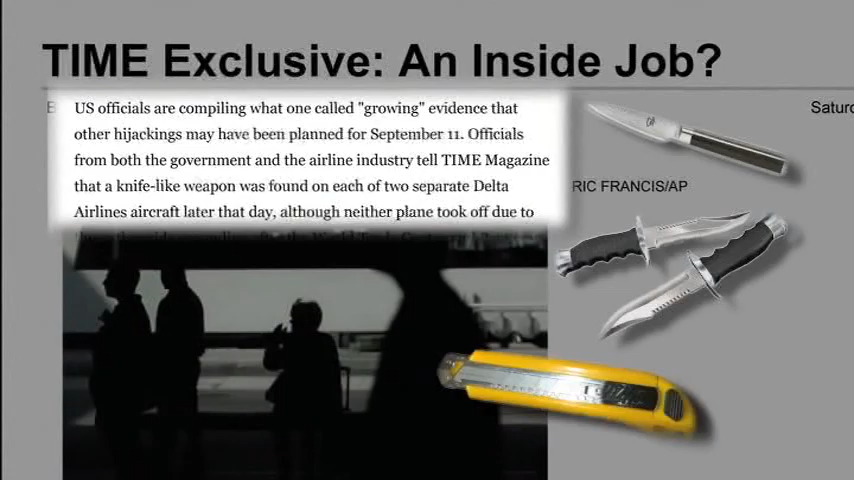 TIME Exclusive: An Inside Job?
Saturd
US officials are compiling what one called "growing" evidence that
other hijackings may have been planned for September 11. Officials
from both the government and the airline industry tell TIME Magazine
that a knife-like weapon was found on each of two separate Delta
Airlines aircraft later that day, although neither plane took off due to
RIC FRANCIS/AP